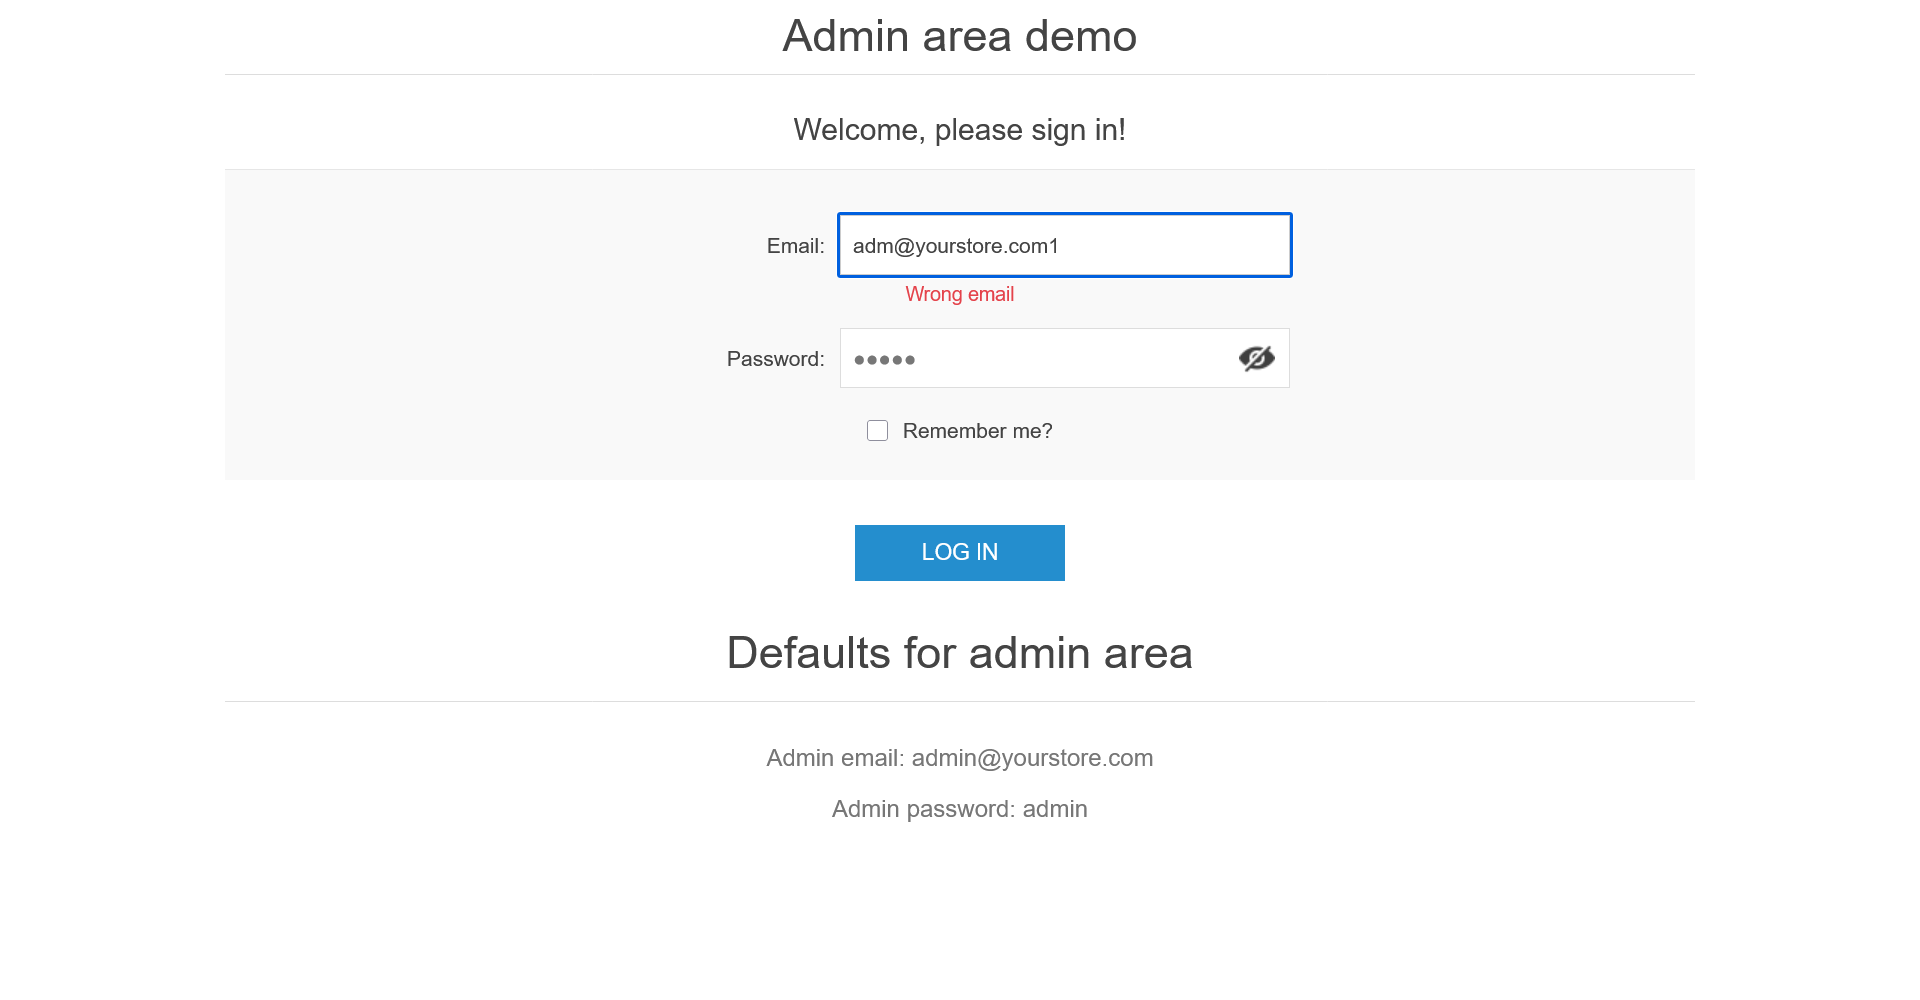 Admin area demo
Welcome, please sign in!
Email: adm@yourstore.com1
Wrong email
Password: •••••
Remember me?
LOG IN
Defaults for admin area
Admin email: admin@yourstore.com
Admin password: admin